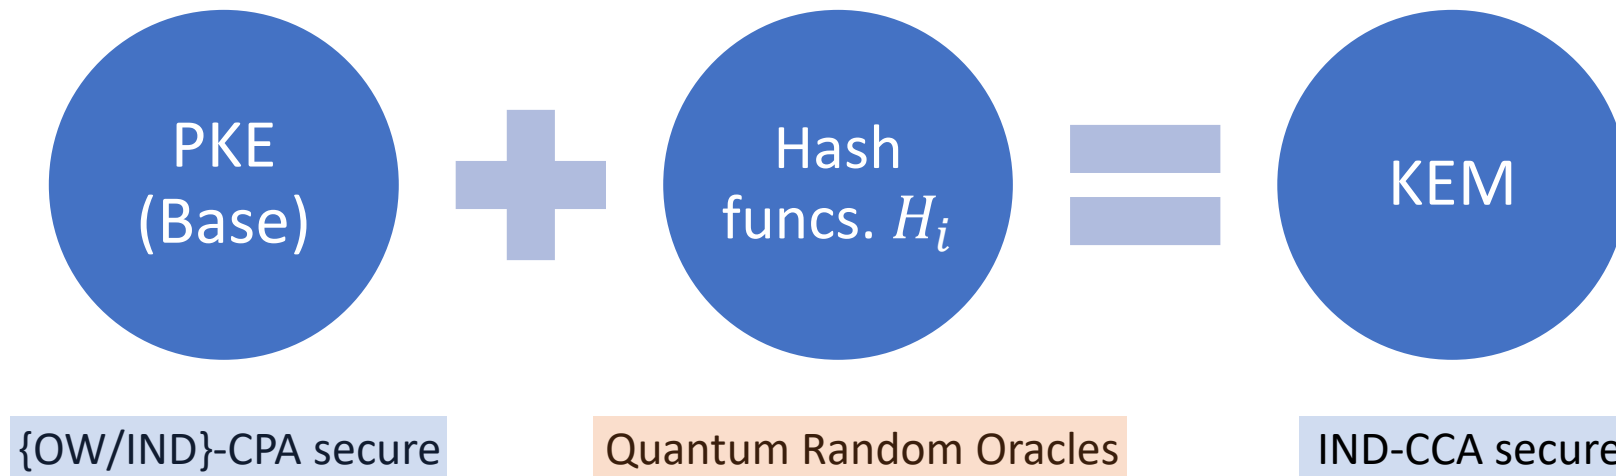 PKE
(Base)
Hash
funcs. H_i
KEM
{OW/IND}-CPA secure
Quantum Random Oracles
IND-CCA secure